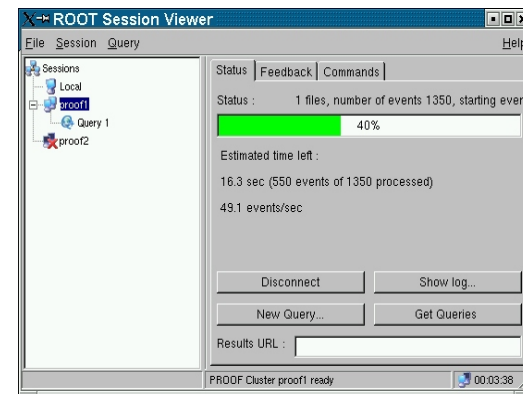 ROOT Session Viewer
File Session Query Help
Sessions
Local
proof1
Query 1
proof2
Status Feedback Commands
Status : 1 files, number of events 1350, starting ever
40%
Estimated time left :
16.3 sec (550 events of 1350 processed)
49.1 events/sec
Disconnect Show log...
New Query... Get Queries
Results URL :
PROOF Cluster proof1 ready 00:03:38